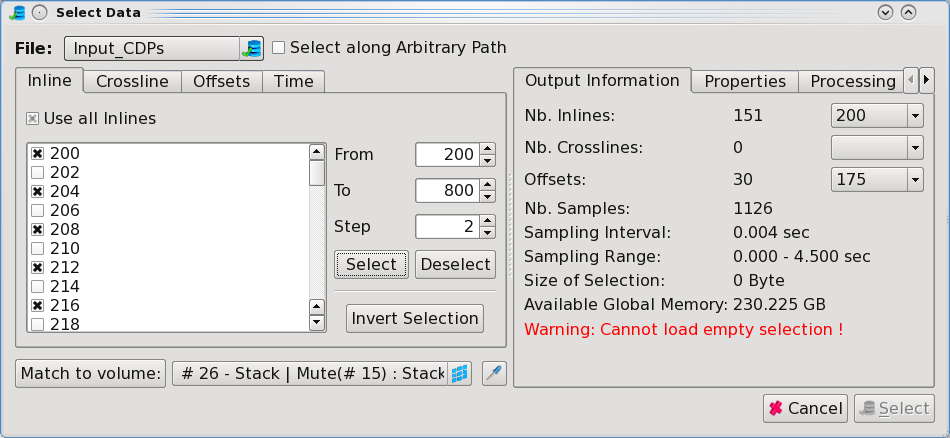 Select Data
File: Input_CDPs Select along Arbitrary Path
Inline Crossline Offsets Time
Use all Inlines
200
202
204
206
208
210
212
214
216
218
From 200
To 800
Step 2
Select Deselect
Invert Selection
Match to volume: # 26 - Stack | Mute(# 15) : Stack
Output Information Properties Processing
Nb. Inlines: 151 200
Nb. Crosslines: 0
Offsets: 30 175
Nb. Samples: 1126
Sampling Interval: 0.004 sec
Sampling Range: 0.000 - 4.500 sec
Size of Selection: 0 Byte
Available Global Memory: 230.225 GB
Warning: Cannot load empty selection !
Cancel Select